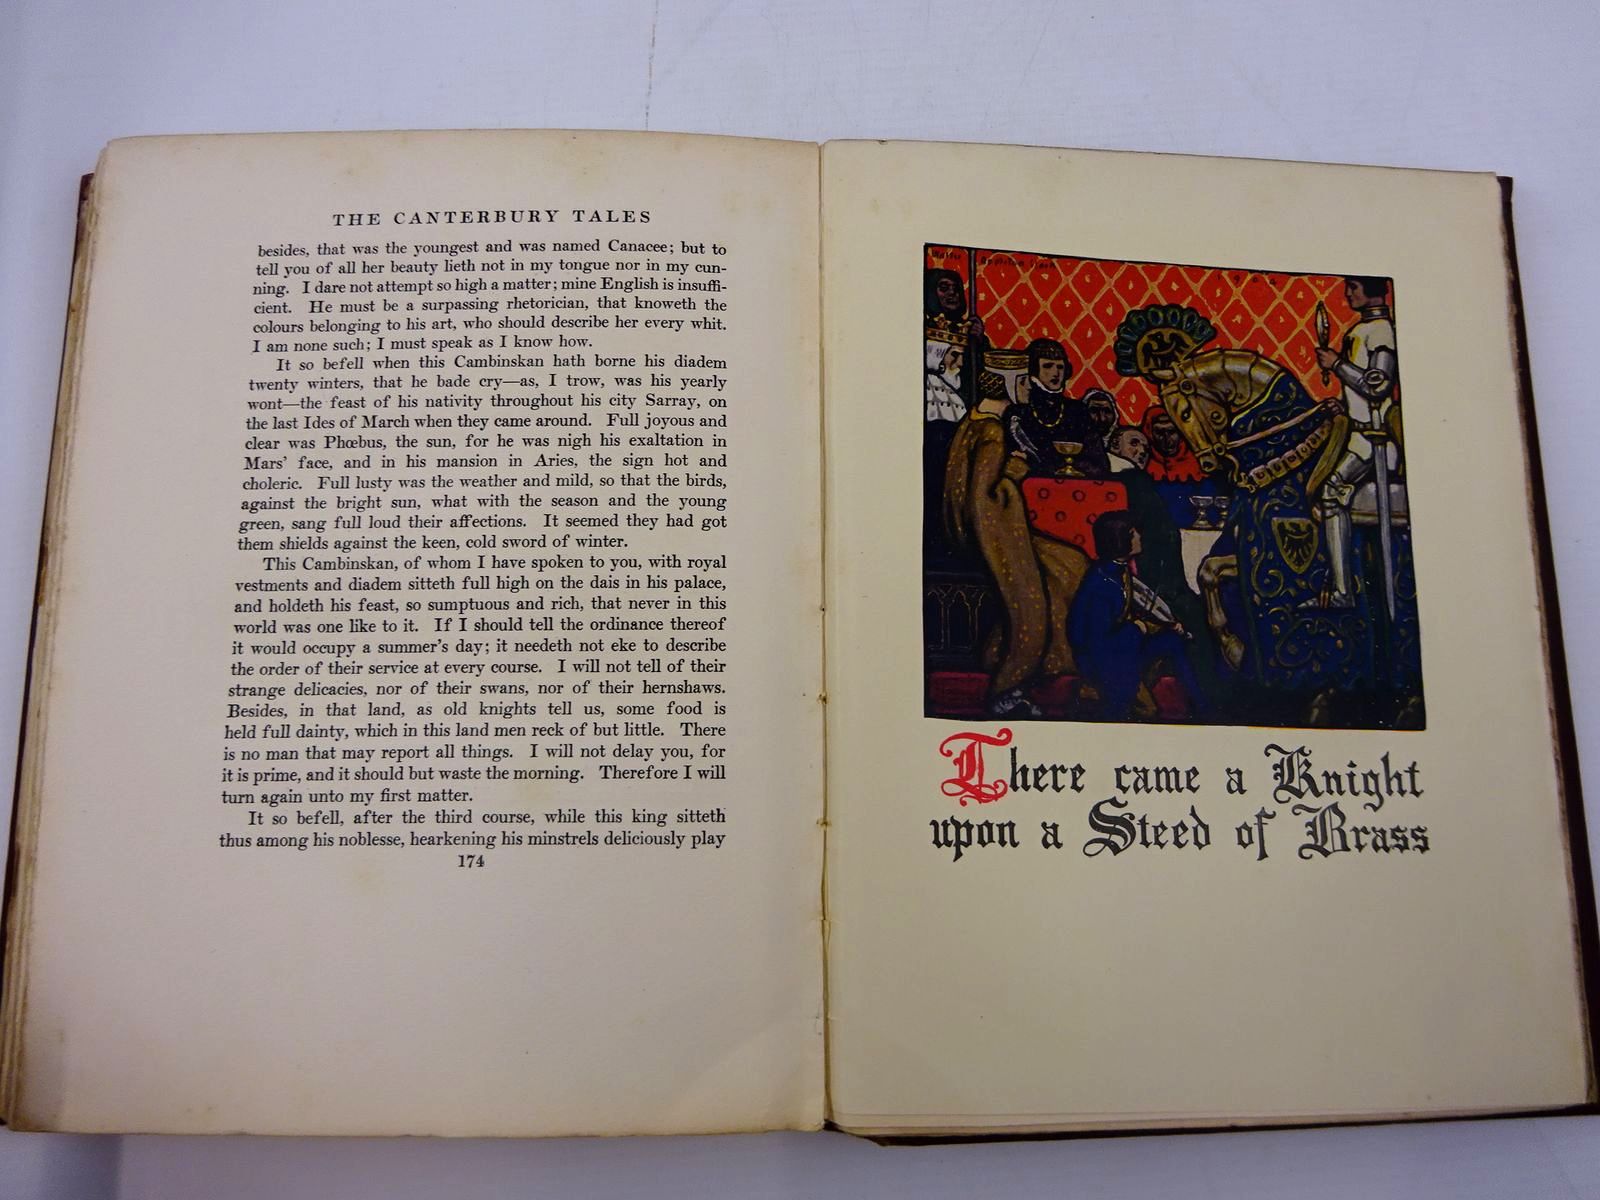 THE CANTERBURY TALES
besides, that was the youngest and was named Canacee; but to
tell you of all her beauty lieth not in my tongue nor in my cun-
ning. I dare not attempt so high a matter; mine English is insuffi-
cient. He must be a surpassing rhetorician, that knoweth the
colours belonging to his art, who should describe her every whit.
I am none such; I must speak as I know how.
It so befell when this Cambinskan hath borne his diadem
twenty winters, that he bade cry—as, I trow, was his yearly
wont—the feast of his nativity throughout his city Sarray, on
the last Ides of March when they came around. Full joyous and
clear was Phœbus, the sun, for he was nigh his exaltation in
Mars' face, and in his mansion in Aries, the sign hot and
choleric. Full lusty was the weather and mild, so that the birds,
against the bright sun, what with the season and the young
green, sang full loud their affections. It seemed they had got
them shields against the keen, cold sword of winter.
This Cambinskan, of whom I have spoken to you, with royal
vestments and diadem sitteth full high on the dais in his palace,
and holdeth his feast, so sumptuous and rich, that never in this
world was one like to it. If I should tell the ordinance thereof
it would occupy a summer's day; it needeth not eke to describe
the order of their service at every course. I will not tell of their
strange delicacies, nor of their swans, nor of their hernshaws.
Besides, in that land, as old knights tell us, some food is
held full dainty, which in this land men reck of but little. There
is no man that may report all things. I will not delay you, for
it is prime, and it should but waste the morning. Therefore I will
turn again unto my first matter.
It so befell, after the third course, while this king sitteth
thus among his noblesse, hearkening his minstrels deliciously play
174
Appleton Clark
There came a Knight
upon a Steed of Brass